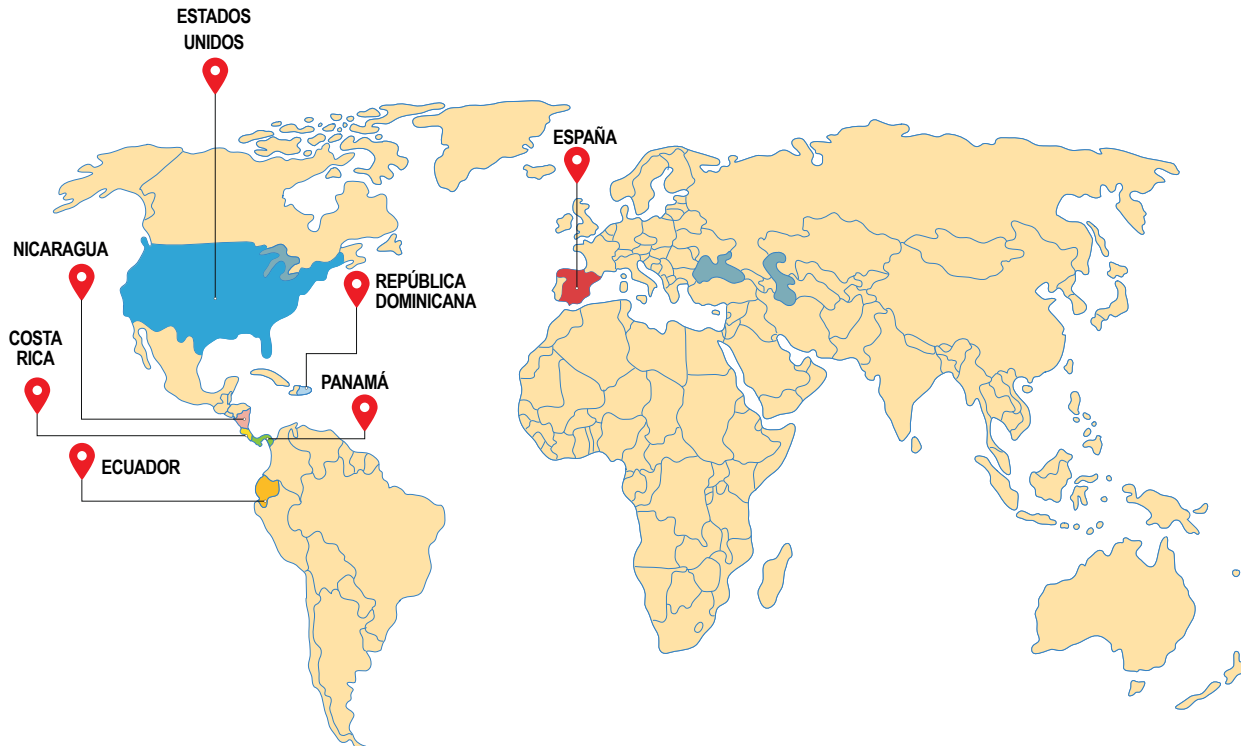 ESTADOS
UNIDOS
ESPAÑA
NICARAGUA
REPÚBLICA
DOMINICANA
COSTA
RICA
PANAMÁ
ECUADOR